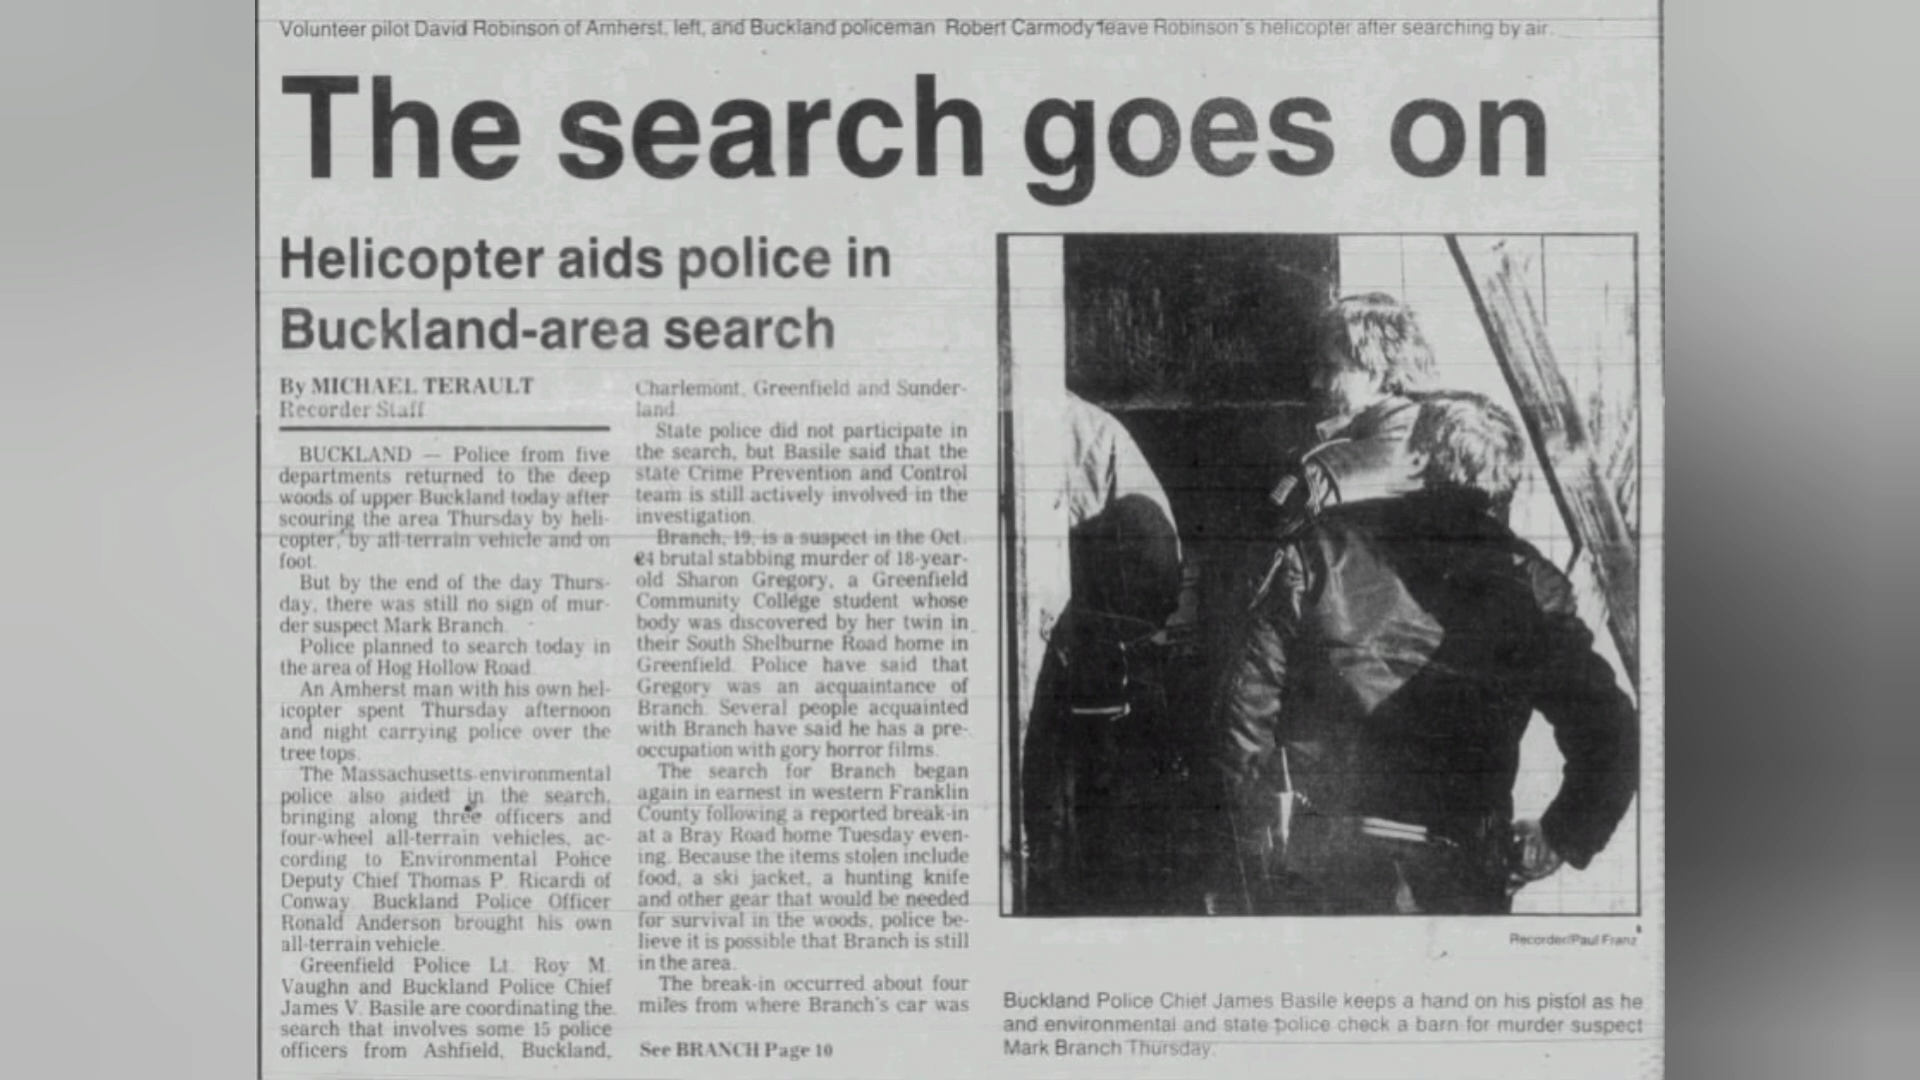 Volunteer pilot David Robinson of Amherst, left, and Buckland policeman Robert Carmody leave Robinson's helicopter after searching by air.
The search goes on
Helicopter aids police in
Buckland-area search
By MICHAEL TERAULT
Recorder Staff
BUCKLAND — Police from five
departments returned to the deep
woods of upper Buckland today after
scouring the area Thursday by heli-
copter, by all-terrain vehicle and on
foot.
But by the end of the day Thurs-
day, there was still no sign of mur-
der suspect Mark Branch.
Police planned to search today in
the area of Hog Hollow Road.
An Amherst man with his own hel-
icopter spent Thursday afternoon
and night carrying police over the
tree tops.
The Massachusetts environmental
police also aided in the search,
bringing along three officers and
four-wheel all-terrain vehicles, ac-
cording to Environmental Police
Deputy Chief Thomas P. Ricardi of
Conway. Buckland Police Officer
Ronald Anderson brought his own
all-terrain vehicle.
Greenfield Police Lt. Roy M.
Vaughn and Buckland Police Chief
James V. Basile are coordinating the
search that involves some 15 police
officers from Ashfield, Buckland,
Charlemont, Greenfield and Sunder-
land.
State police did not participate in
the search, but Basile said that the
state Crime Prevention and Control
team is still actively involved in the
investigation.
Branch, 19, is a suspect in the Oct.
24 brutal stabbing murder of 18-year-
old Sharon Gregory, a Greenfield
Community College student whose
body was discovered by her twin in
their South Shelburne Road home in
Greenfield. Police have said that
Gregory was an acquaintance of
Branch. Several people acquainted
with Branch have said he has a pre-
occupation with gory horror films.
The search for Branch began
again in earnest in western Franklin
County following a reported break-in
at a Bray Road home Tuesday even-
ing. Because the items stolen include
food, a ski jacket, a hunting knife
and other gear that would be needed
for survival in the woods, police be-
lieve it is possible that Branch is still
in the area.
The break-in occurred about four
miles from where Branch's car was
See BRANCH Page 10
Recorder/Paul Franz
Buckland Police Chief James Basile keeps a hand on his pistol as he
and environmental and state police check a barn for murder suspect
Mark Branch Thursday.